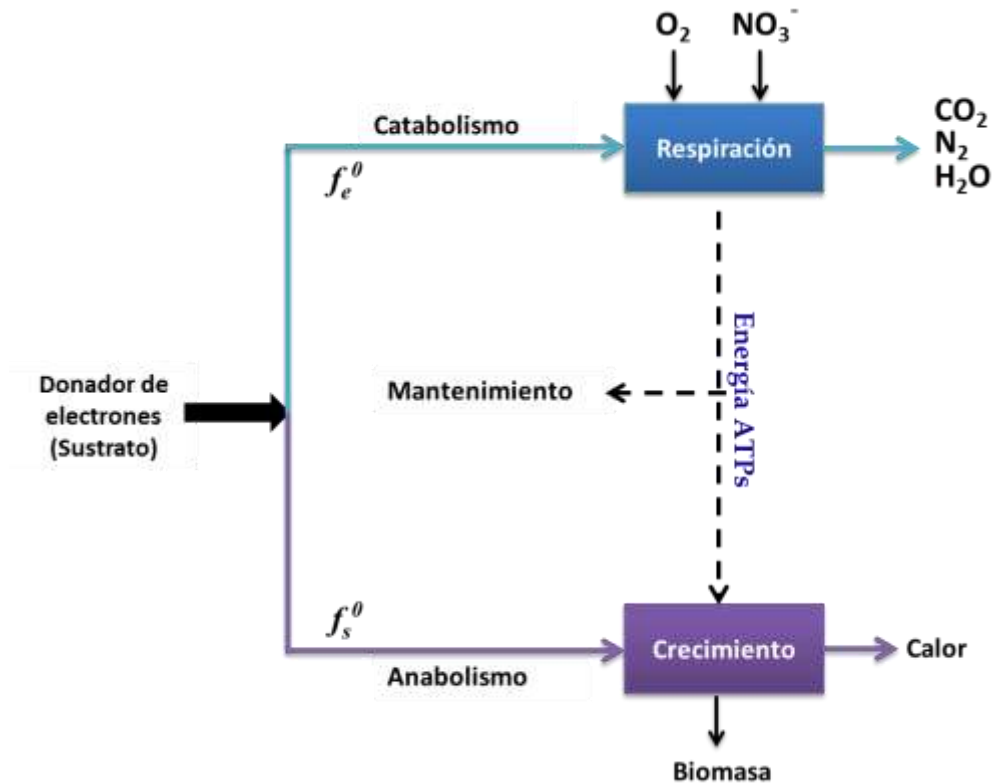 O₂ NO₃⁻
Catabolismo
Respiración
CO₂
N₂
H₂O
fₑ⁰
Energía ATPs
Mantenimiento
Donador de
electrones
(Sustrato)
fₛ⁰
Crecimiento
Calor
Anabolismo
Biomasa